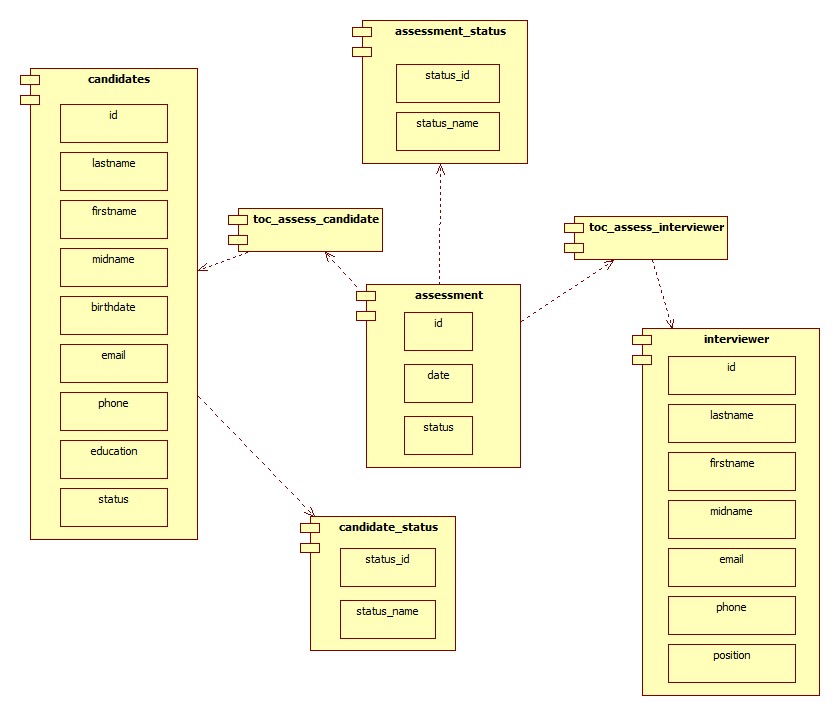 assessment_status
status_id
status_name
candidates
id
lastname
firstname
midname
birthdate
email
phone
education
status
toc_assess_candidate
toc_assess_interviewer
assessment
id
date
status
interviewer
id
lastname
firstname
midname
email
phone
position
candidate_status
status_id
status_name